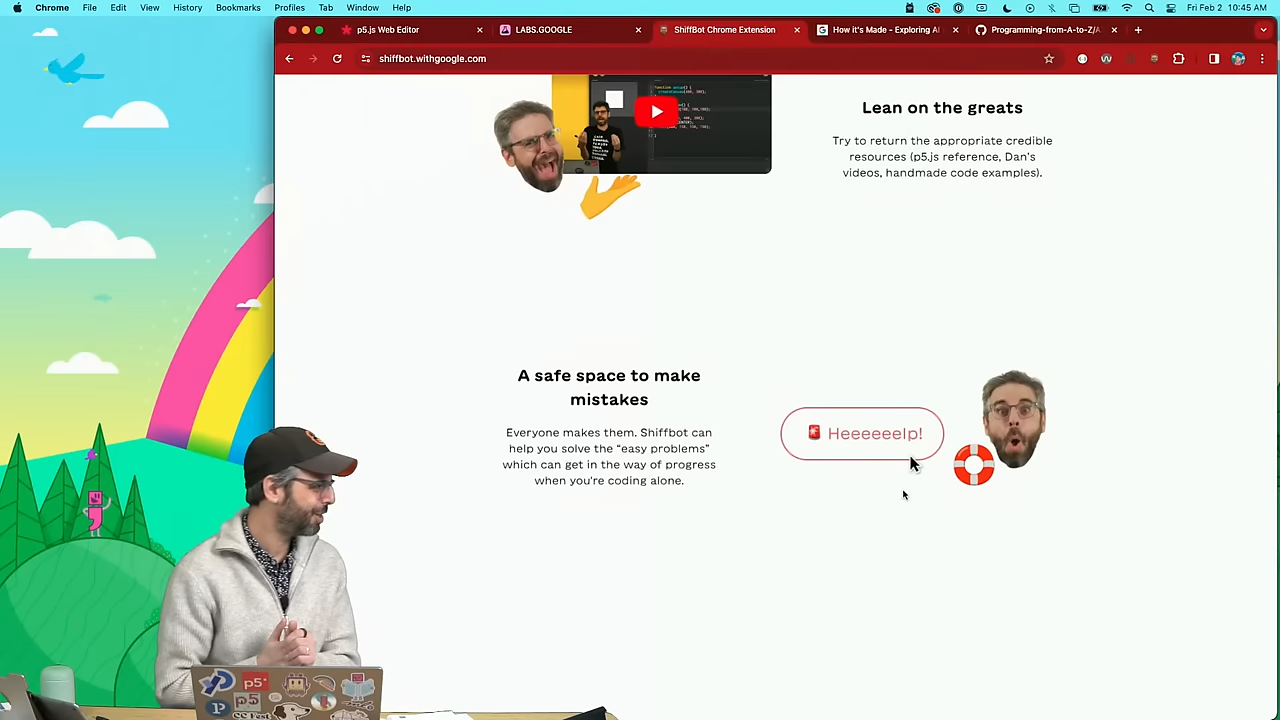 Chrome File Edit View History Bookmarks Profiles Tab Window Help
Fri Feb 2 10:45 AM
p5.js Web Editor
LABS.GOOGLE
ShiffBot Chrome Extension
How it's Made - Exploring AI
Programming-from-A-to-Z/A
shiffbot.withgoogle.com
Lean on the greats
Try to return the appropriate credible
resources (p5.js reference, Dan's
videos, handmade code examples).
A safe space to make
mistakes
Everyone makes them. Shiffbot can
help you solve the “easy problems”
which can get in the way of progress
when you're coding alone.
Heeeeeelp!
p5*
p5
CC Fest